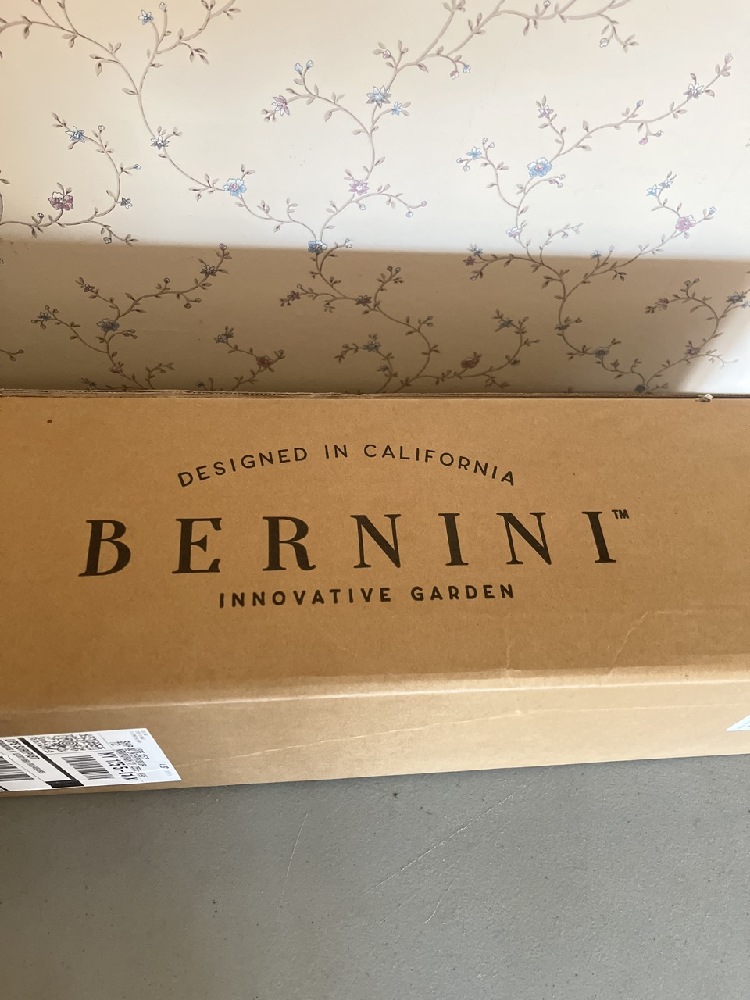 DESIGNED IN CALIFORNIA
BERNINI™
INNOVATIVE GARDEN